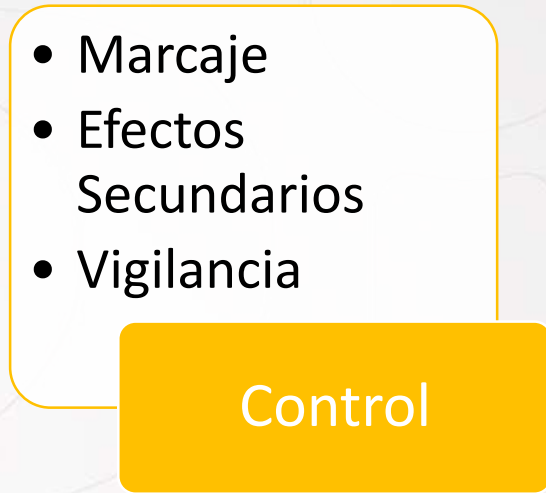 • Marcaje
• Efectos
Secundarios
• Vigilancia
Control